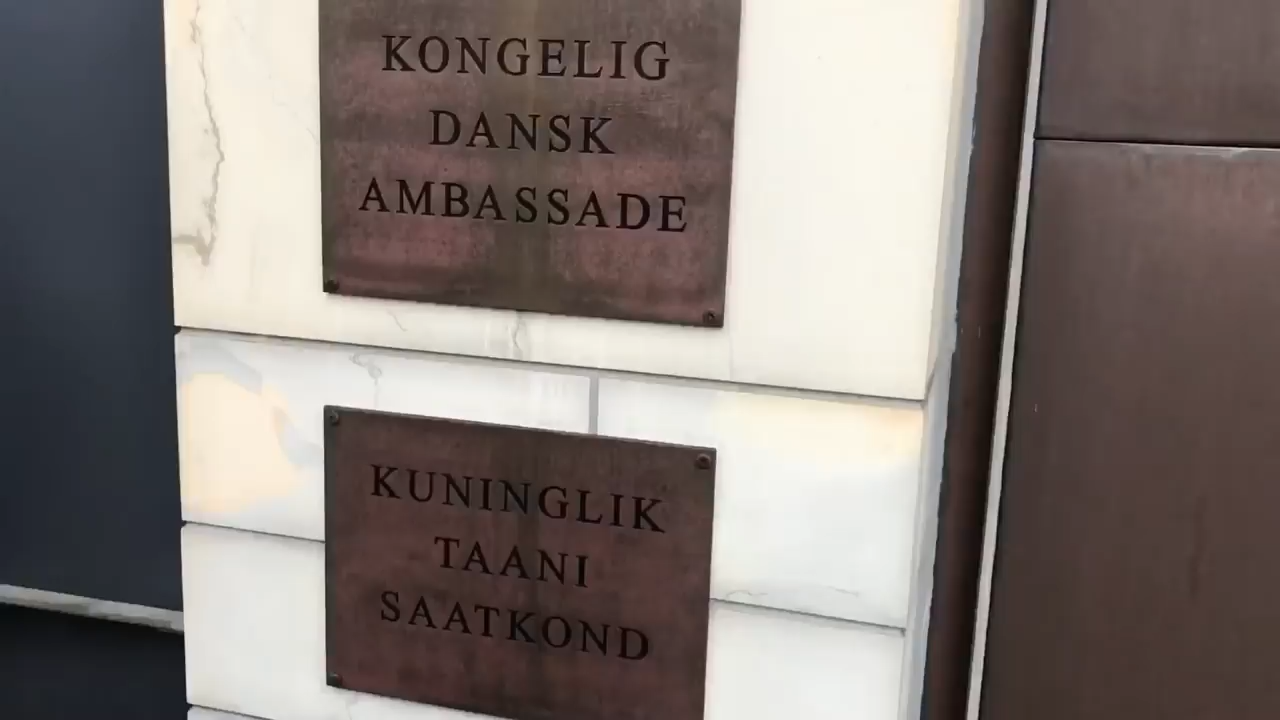 KONGELIG
DANSK
AMBASSADE
KUNINGLIK
TAANI
SAATKOND